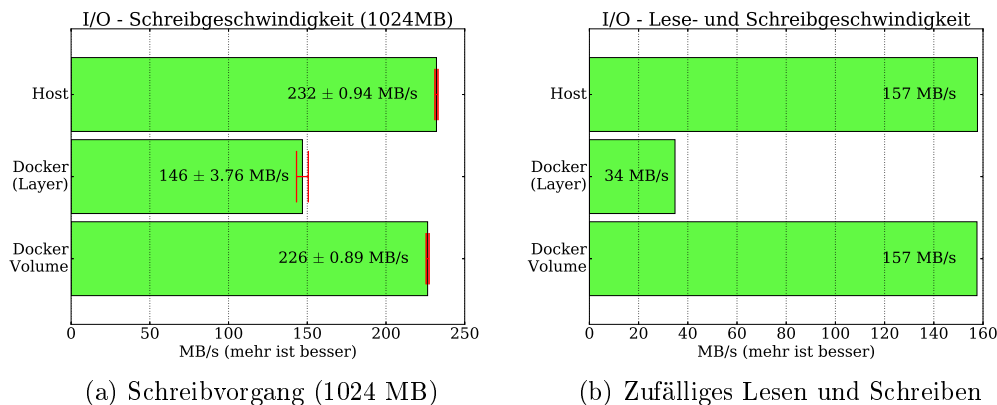 I/O - Schreibgeschwindigkeit (1024MB)
Host
232 ± 0.94 MB/s
Docker
(Layer)
146 ± 3.76 MB/s
Docker
Volume
226 ± 0.89 MB/s
0 50 100 150 200 250
MB/s (mehr ist besser)
(a) Schreibvorgang (1024 MB)
I/O - Lese- und Schreibgeschwindigkeit
Host
157 MB/s
Docker
(Layer)
34 MB/s
Docker
Volume
157 MB/s
0 20 40 60 80 100 120 140 160
MB/s (mehr ist besser)
(b) Zufälliges Lesen und Schreiben